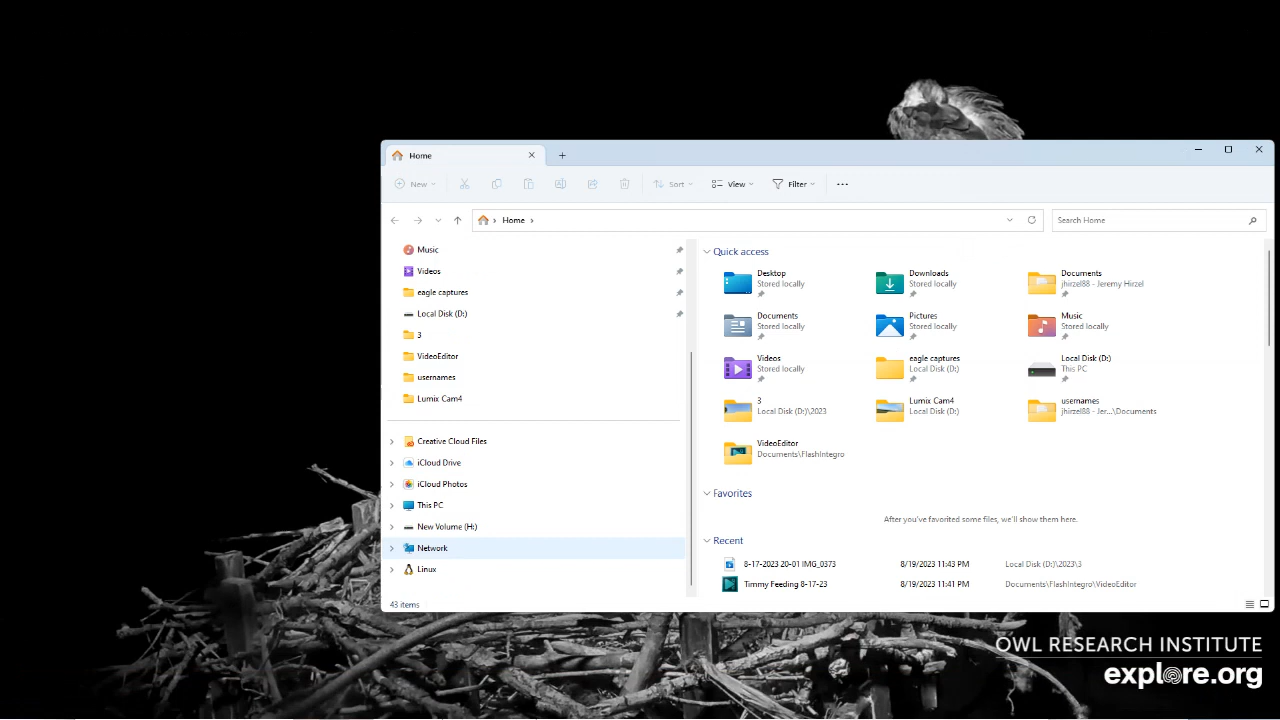 Home
New
Sort
View
Filter
Home
Search Home
Music
Videos
eagle captures
Local Disk (D:)
3
VideoEditor
usernames
Lumix Cam4
Creative Cloud Files
iCloud Drive
iCloud Photos
This PC
New Volume (H:)
Network
Linux
Quick access
Desktop
Stored locally
Downloads
Stored locally
Documents
jhirzel88 - Jeremy Hirzel
Documents
Stored locally
Pictures
Stored locally
Music
Stored locally
Videos
Stored locally
eagle captures
Local Disk (D:)
Local Disk (D:)
This PC
3
Local Disk (D:)\2023
Lumix Cam4
Local Disk (D:)
usernames
jhirzel88 - Jer...\Documents
VideoEditor
Documents\FlashIntegro
Favorites
After you've favorited some files, we'll show them here.
Recent
8-17-2023 20-01 IMG_0373 8/19/2023 11:43 PM Local Disk (D:)\2023\3
Timmy Feeding 8-17-23 8/19/2023 11:41 PM Documents\FlashIntegro\VideoEditor
43 items
OWL RESEARCH INSTITUTE
explore.org